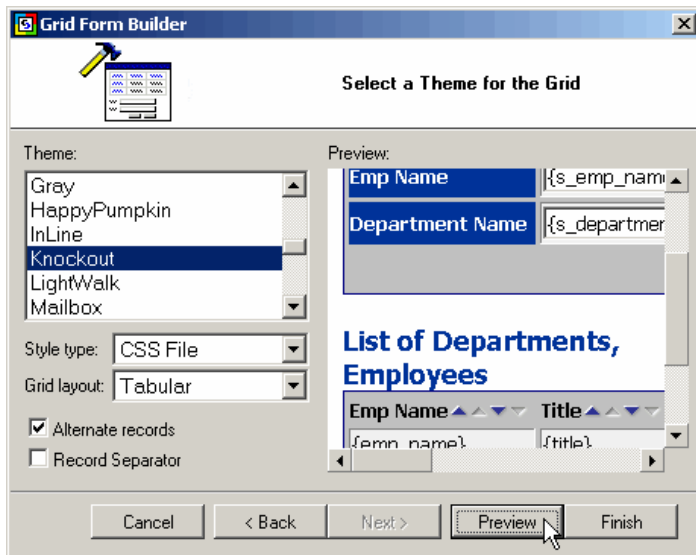 Grid Form Builder
Select a Theme for the Grid
Theme:
Gray
HappyPumpkin
InLine
Knockout
LightWalk
Mailbox
Style type: CSS File
Grid layout: Tabular
Alternate records
Record Separator
Preview:
Emp Name {s_emp_nam
Department Name {s_departmen
List of Departments,
Employees
Emp Name Title
{emp_name} {title}
Cancel < Back Next > Preview Finish